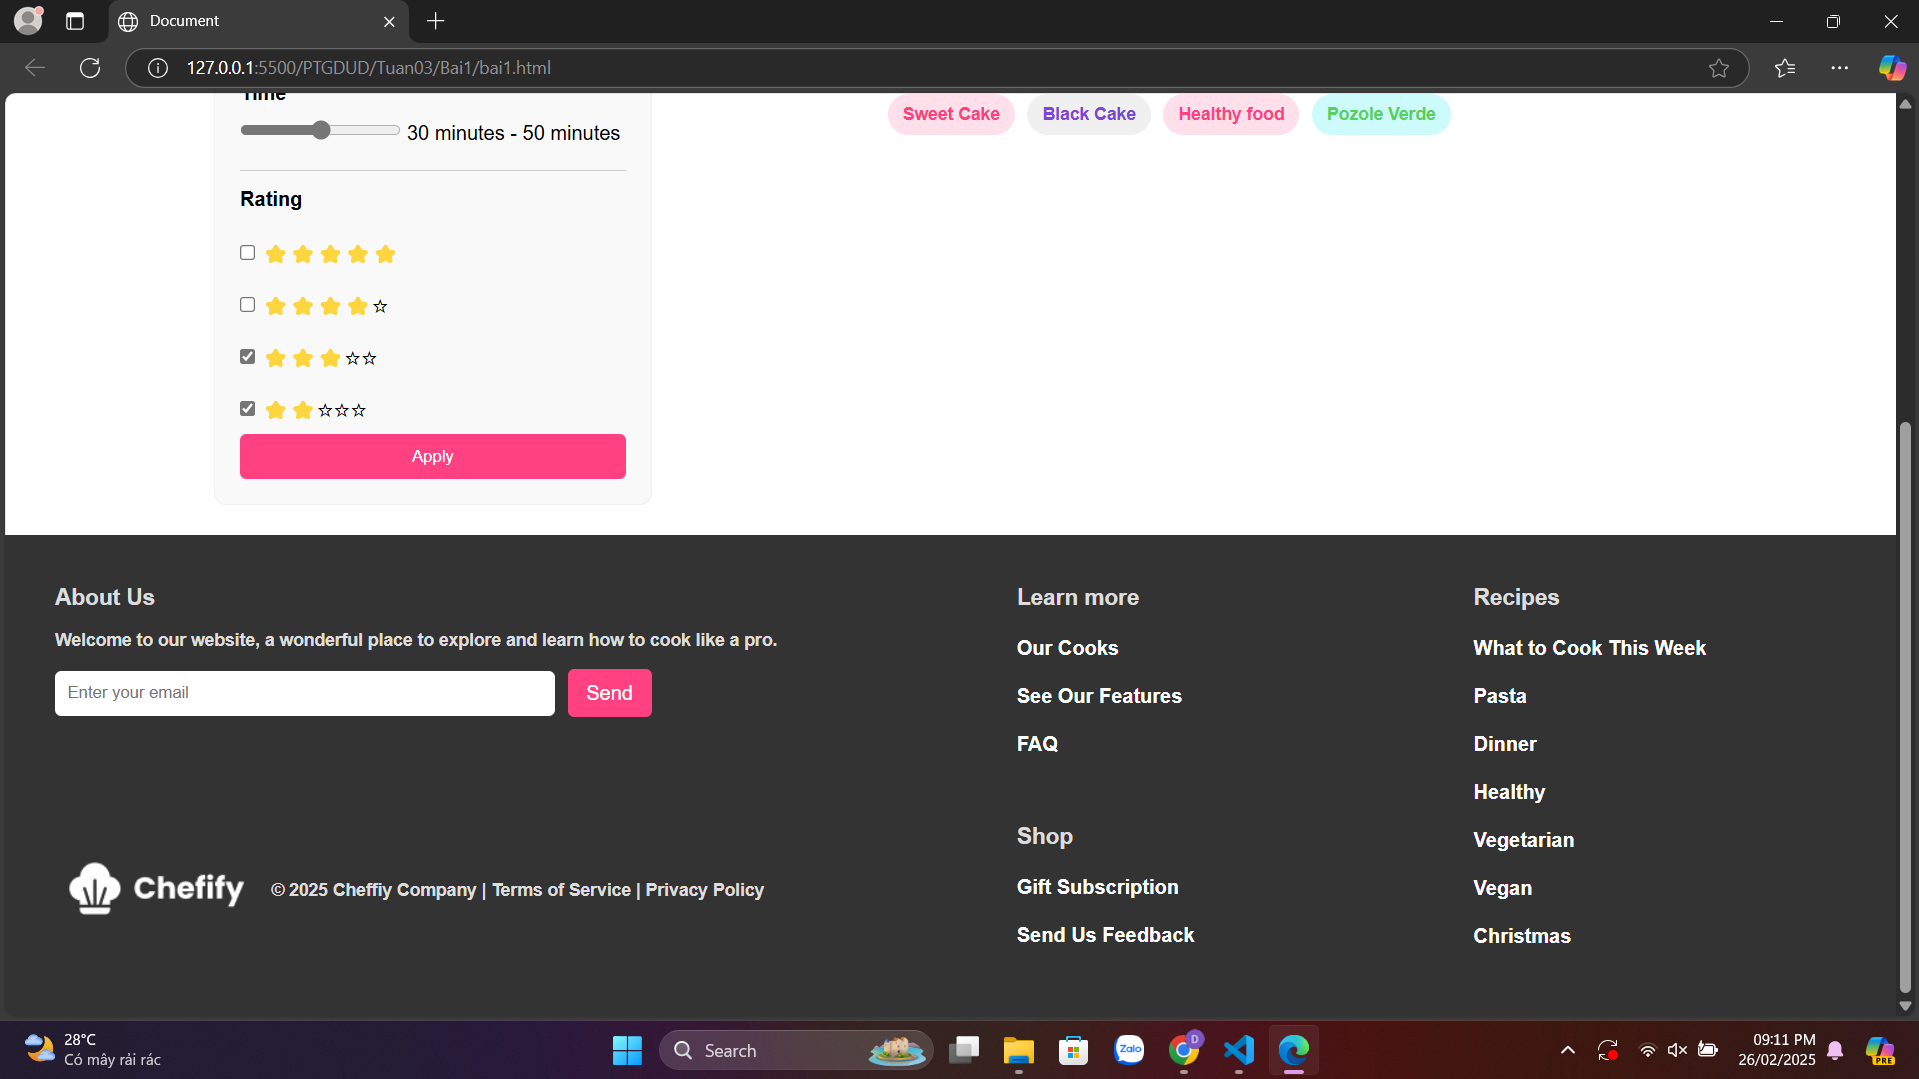 Document
127.0.0.1:5500/PTGDUD/Tuan03/Bai1/bai1.html
Time
30 minutes - 50 minutes
Rating
Apply
Sweet Cake
Black Cake
Healthy food
Pozole Verde
About Us
Welcome to our website, a wonderful place to explore and learn how to cook like a pro.
Enter your email
Send
Chefify
© 2025 Cheffiy Company | Terms of Service | Privacy Policy
Learn more
Our Cooks
See Our Features
FAQ
Shop
Gift Subscription
Send Us Feedback
Recipes
What to Cook This Week
Pasta
Dinner
Healthy
Vegetarian
Vegan
Christmas
28°C
Có mây rải rác
Search
Zalo
D
09:11 PM
26/02/2025
PRE